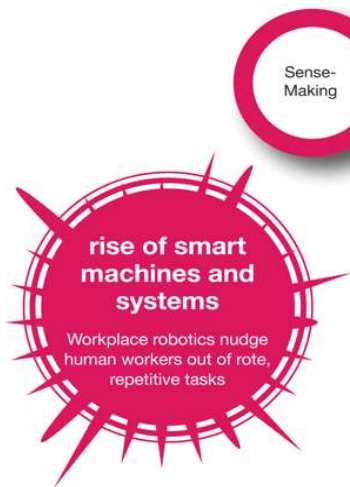 Sense-
Making
rise of smart
machines and
systems
Workplace robotics nudge
human workers out of rote,
repetitive tasks